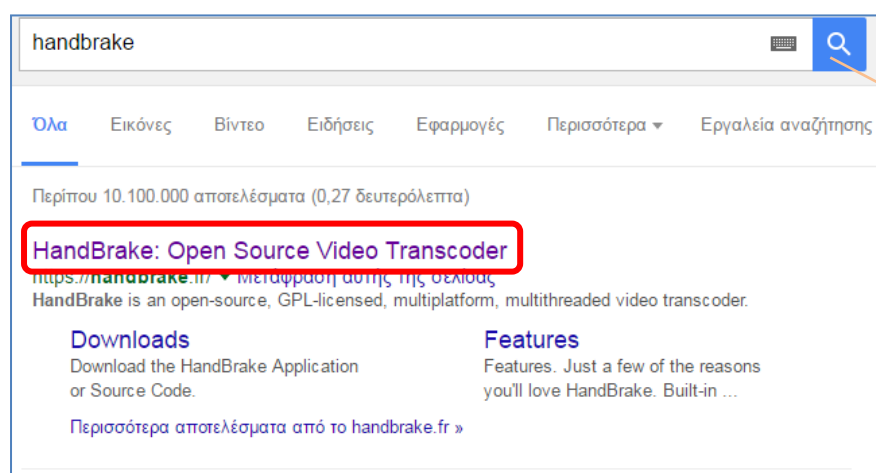 handbrake
Όλα Εικόνες Βίντεο Ειδήσεις Εφαρμογές Περισσότερα Εργαλεία αναζήτησης
Περίπου 10.100.000 αποτελέσματα (0,27 δευτερόλεπτα)
HandBrake: Open Source Video Transcoder
https://handbrake.fr/ Μετάφραση αυτής της σελίδας
HandBrake is an open-source, GPL-licensed, multiplatform, multithreaded video transcoder.
Downloads Features
Download the HandBrake Application Features. Just a few of the reasons
or Source Code. you'll love HandBrake. Built-in ...
Περισσότερα αποτελέσματα από το handbrake.fr »